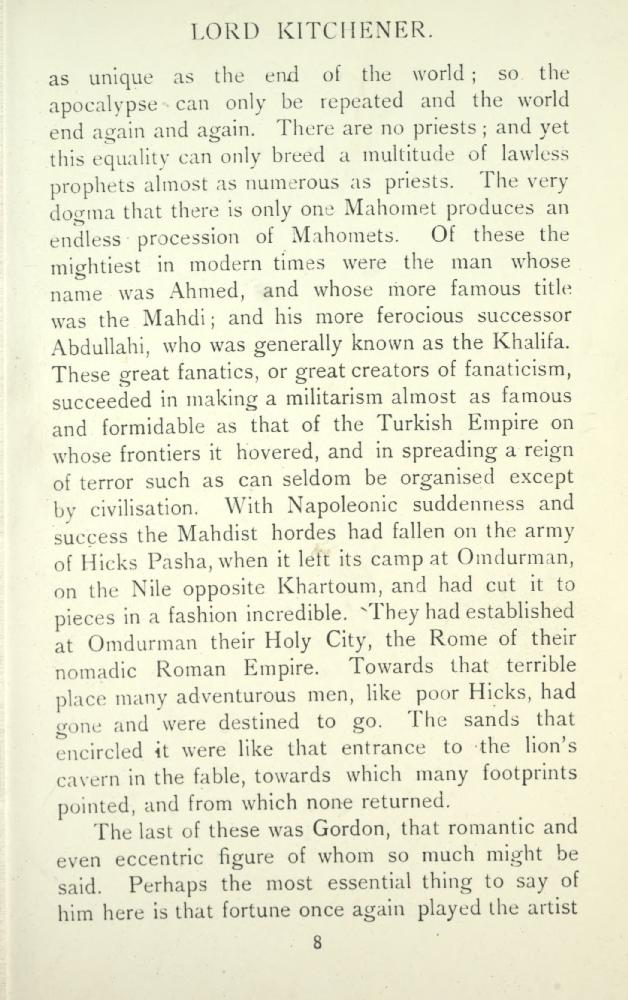 LORD KITCHENER.
as unique as the end of the world; so the
apocalypse can only be repeated and the world
end again and again. There are no priests; and yet
this equality can only breed a multitude of lawless
prophets almost as numerous as priests. The very
dogma that there is only one Mahomet produces an
endless procession of Mahomets. Of these the
mightiest in modern times were the man whose
name was Ahmed, and whose more famous title
was the Mahdi; and his more ferocious successor
Abdullahi, who was generally known as the Khalifa.
These great fanatics, or great creators of fanaticism,
succeeded in making a militarism almost as famous
and formidable as that of the Turkish Empire on
whose frontiers it hovered, and in spreading a reign
of terror such as can seldom be organised except
by civilisation. With Napoleonic suddenness and
success the Mahdist hordes had fallen on the army
of Hicks Pasha, when it left its camp at Omdurman,
on the Nile opposite Khartoum, and had cut it to
pieces in a fashion incredible. They had established
at Omdurman their Holy City, the Rome of their
nomadic Roman Empire. Towards that terrible
place many adventurous men, like poor Hicks, had
gone and were destined to go. The sands that
encircled it were like that entrance to the lion's
cavern in the fable, towards which many footprints
pointed, and from which none returned.
The last of these was Gordon, that romantic and
even eccentric figure of whom so much might be
said. Perhaps the most essential thing to say of
him here is that fortune once again played the artist
8